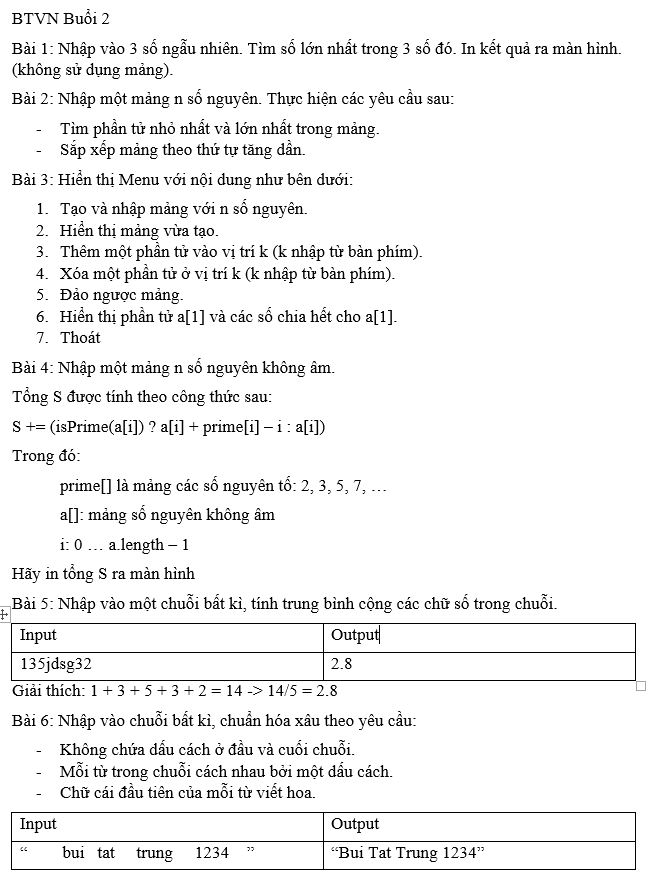 BTVN Buổi 2
Bài 1: Nhập vào 3 số ngẫu nhiên. Tìm số lớn nhất trong 3 số đó. In kết quả ra màn hình.
(không sử dụng mảng).
Bài 2: Nhập một mảng n số nguyên. Thực hiện các yêu cầu sau:
- Tìm phần tử nhỏ nhất và lớn nhất trong mảng.
- Sắp xếp mảng theo thứ tự tăng dần.
Bài 3: Hiển thị Menu với nội dung như bên dưới:
1. Tạo và nhập mảng với n số nguyên.
2. Hiển thị mảng vừa tạo.
3. Thêm một phần tử vào vị trí k (k nhập từ bàn phím).
4. Xóa một phần tử ở vị trí k (k nhập từ bàn phím).
5. Đảo ngược mảng.
6. Hiển thị phần tử a[1] và các số chia hết cho a[1].
7. Thoát
Bài 4: Nhập một mảng n số nguyên không âm.
Tổng S được tính theo công thức sau:
S += (isPrime(a[i]) ? a[i] + prime[i] – i : a[i])
Trong đó:
prime[] là mảng các số nguyên tố: 2, 3, 5, 7, …
a[]: mảng số nguyên không âm
i: 0 … a.length – 1
Hãy in tổng S ra màn hình
Bài 5: Nhập vào một chuỗi bất kì, tính trung bình cộng các chữ số trong chuỗi.
Input Output
135jdsg32 2.8
Giải thích: 1 + 3 + 5 + 3 + 2 = 14 -> 14/5 = 2.8
Bài 6: Nhập vào chuỗi bất kì, chuẩn hóa xâu theo yêu cầu:
- Không chứa dấu cách ở đầu và cuối chuỗi.
- Mỗi từ trong chuỗi cách nhau bởi một dấu cách.
- Chữ cái đầu tiên của mỗi từ viết hoa.
Input Output
“ bui tat trung 1234 ” “Bui Tat Trung 1234”